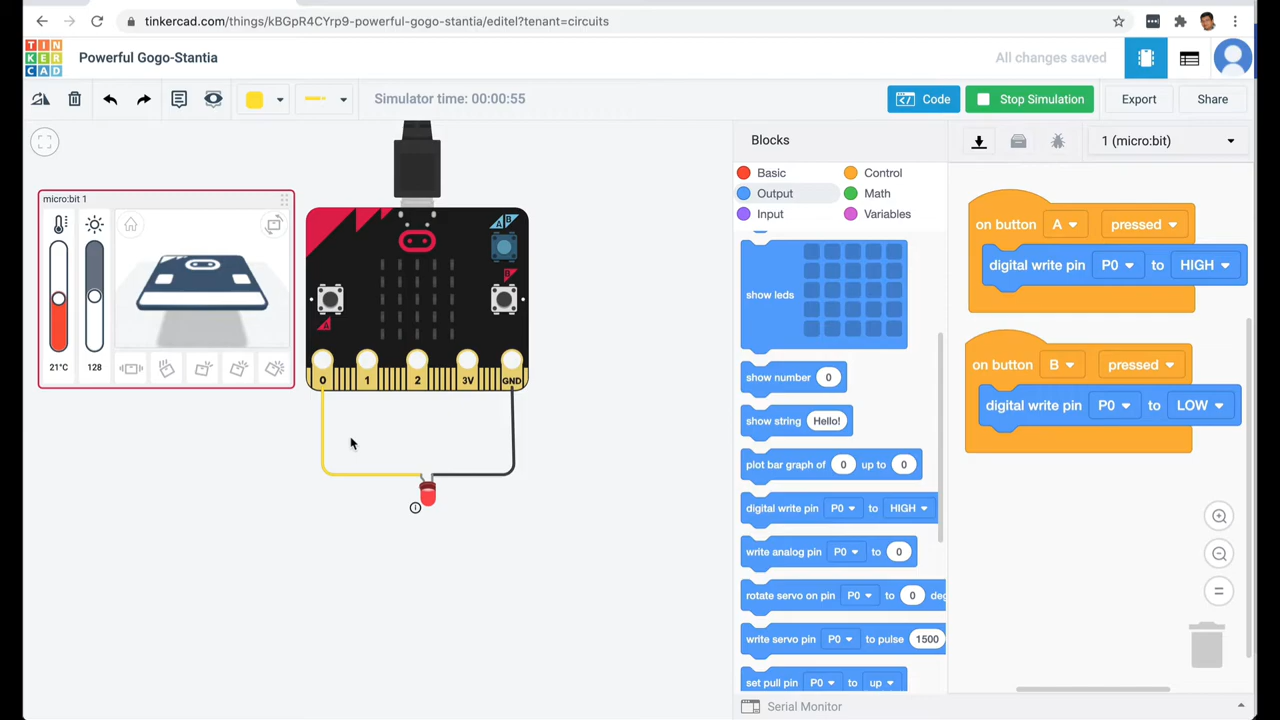 tinkercad.com/things/kBGpR4CYrp9-powerful-gogo-stantia/editel?tenant=circuits
TIN
KER
CAD
Powerful Gogo-Stantia
All changes saved
Simulator time: 00:00:55
Code
Stop Simulation
Export
Share
micro:bit 1
21°C
128
A B
B
A
0
1
2
3V
GND
Blocks
Basic
Control
Output
Math
Input
Variables
show leds
show number 0
show string Hello!
plot bar graph of 0 up to 0
digital write pin P0 to HIGH
write analog pin P0 to 0
rotate servo on pin P0 to 0 deg
write servo pin P0 to pulse 1500
set pull pin P0 to up
Serial Monitor
1 (micro:bit)
on button A pressed
digital write pin P0 to HIGH
on button B pressed
digital write pin P0 to LOW